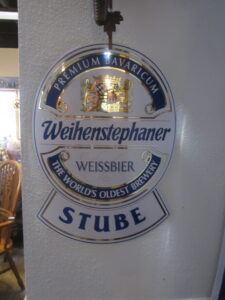 PREMIUM BAVARICUM
Weihenstephaner
WEISSBIER
THE WORLD'S OLDEST BREWERY
STUBE